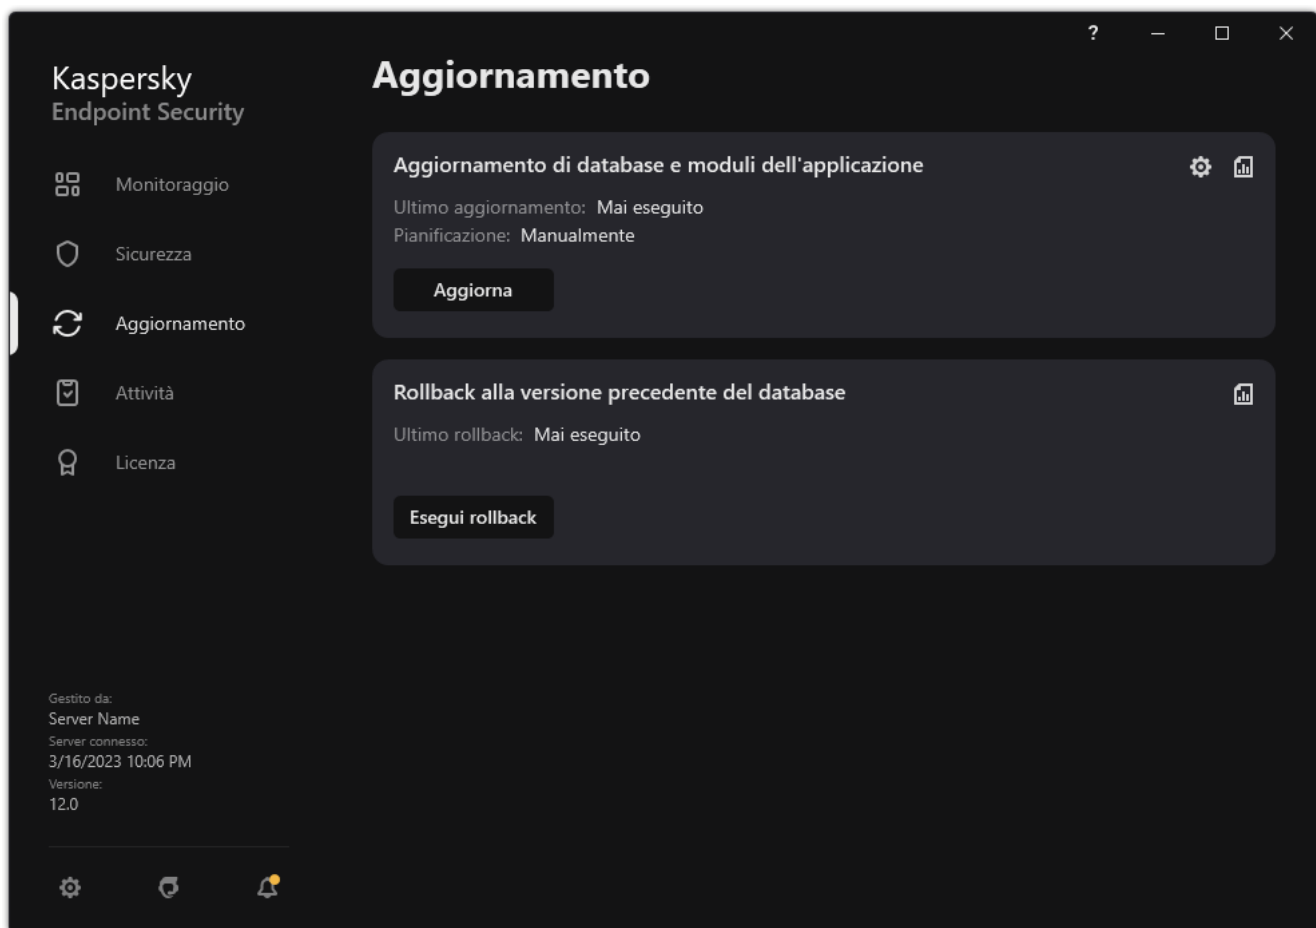 ?
Kaspersky
Endpoint Security
Monitoraggio
Sicurezza
Aggiornamento
Attività
Licenza
Gestito da:
Server Name
Server connesso:
3/16/2023 10:06 PM
Versione:
12.0
Aggiornamento
Aggiornamento di database e moduli dell'applicazione
Ultimo aggiornamento: Mai eseguito
Pianificazione: Manualmente
Aggiorna
Rollback alla versione precedente del database
Ultimo rollback: Mai eseguito
Esegui rollback